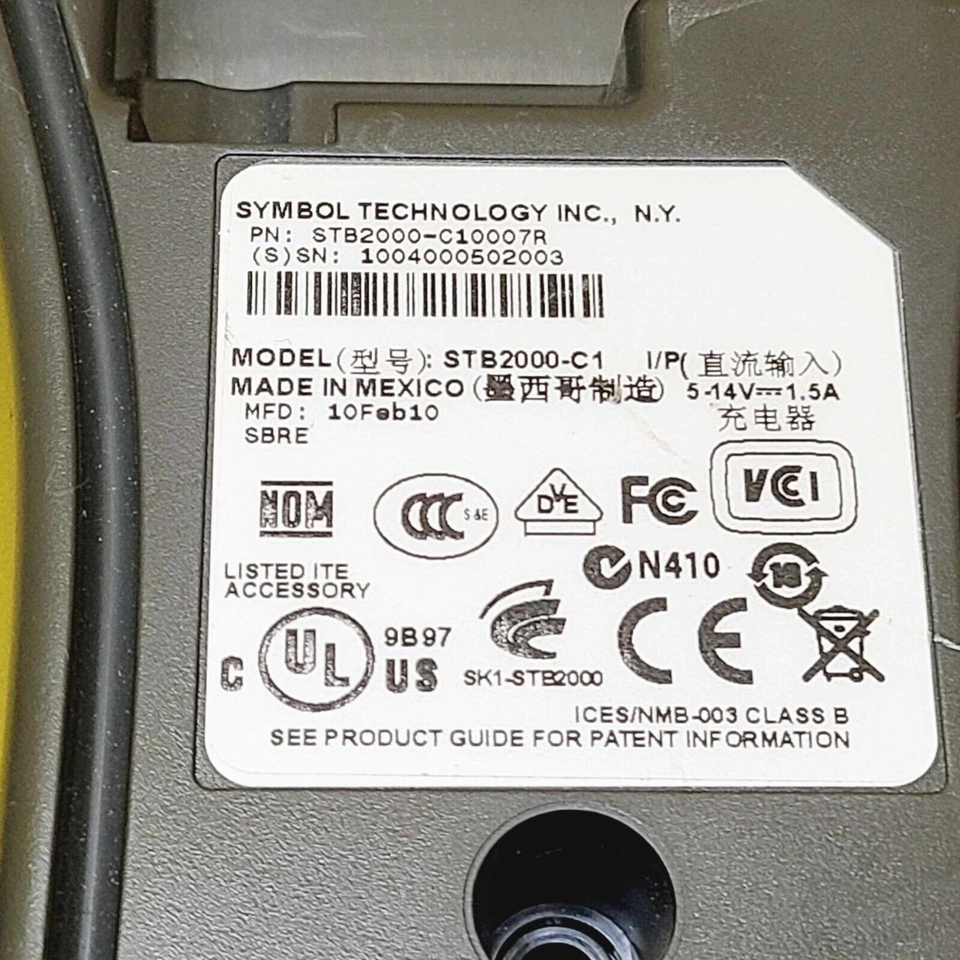 SYMBOL TECHNOLOGY INC., N.Y.
PN: STB2000-C10007R
(S)SN: 1004000502003
MODEL(型号): STB2000-C1 I/P(直流输入)
MADE IN MEXICO (墨西哥制造) 5-14V⎓1.5A
MFD: 10Feb10 充电器
SBRE
NOM
CCC S&E
DVE
FC
VCI
N410
10
LISTED ITE
ACCESSORY
C UL US
9B97
SK1-STB2000
CE
ICES/NMB-003 CLASS B
SEE PRODUCT GUIDE FOR PATENT INFORMATION